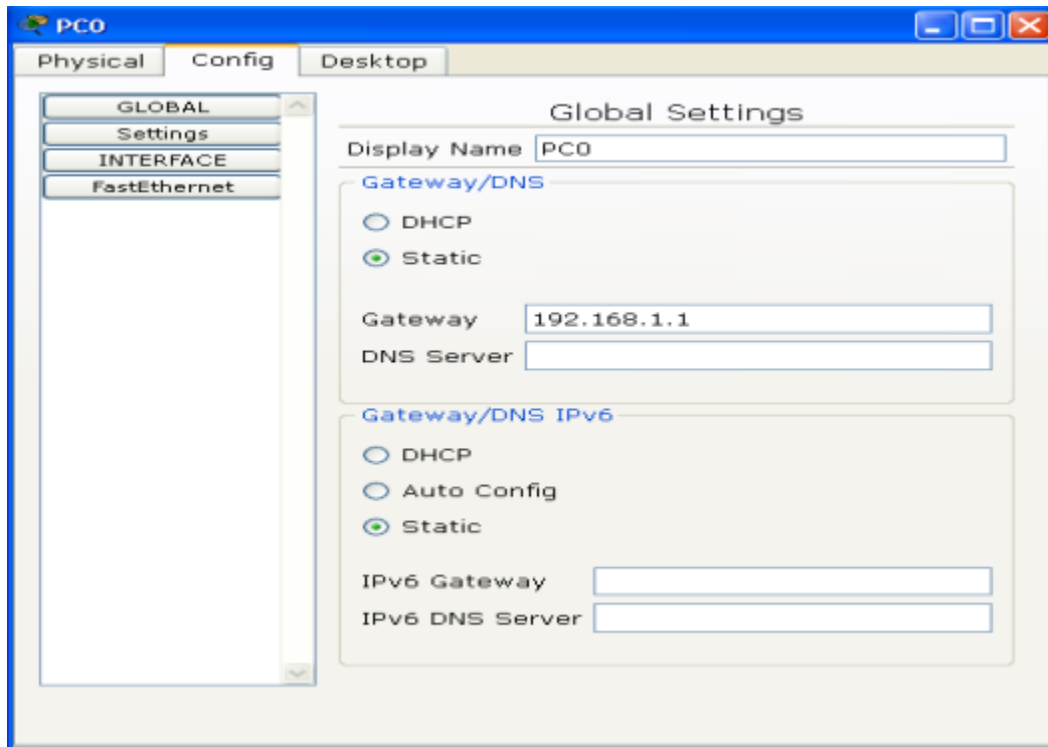 PC0
Physical Config Desktop
GLOBAL
Settings
INTERFACE
FastEthernet
Global Settings
Display Name PC0
Gateway/DNS
DHCP
Static
Gateway 192.168.1.1
DNS Server
Gateway/DNS IPv6
DHCP
Auto Config
Static
IPv6 Gateway
IPv6 DNS Server